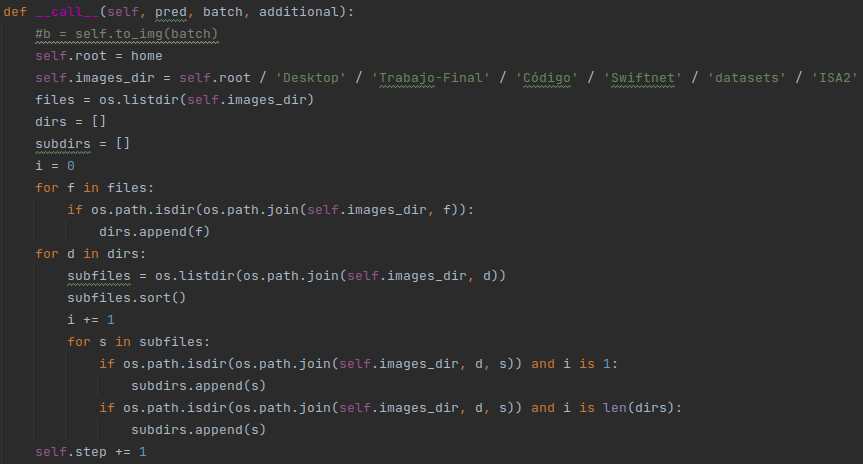 def __call__(self, pred, batch, additional):
    #b = self.to_img(batch)
    self.root = home
    self.images_dir = self.root / 'Desktop' / 'Trabajo-Final' / 'Código' / 'Swiftnet' / 'datasets' / 'ISA2'
    files = os.listdir(self.images_dir)
    dirs = []
    subdirs = []
    i = 0
    for f in files:
        if os.path.isdir(os.path.join(self.images_dir, f)):
            dirs.append(f)
    for d in dirs:
        subfiles = os.listdir(os.path.join(self.images_dir, d))
        subfiles.sort()
        i += 1
        for s in subfiles:
            if os.path.isdir(os.path.join(self.images_dir, d, s)) and i is 1:
                subdirs.append(s)
            if os.path.isdir(os.path.join(self.images_dir, d, s)) and i is len(dirs):
                subdirs.append(s)
    self.step += 1